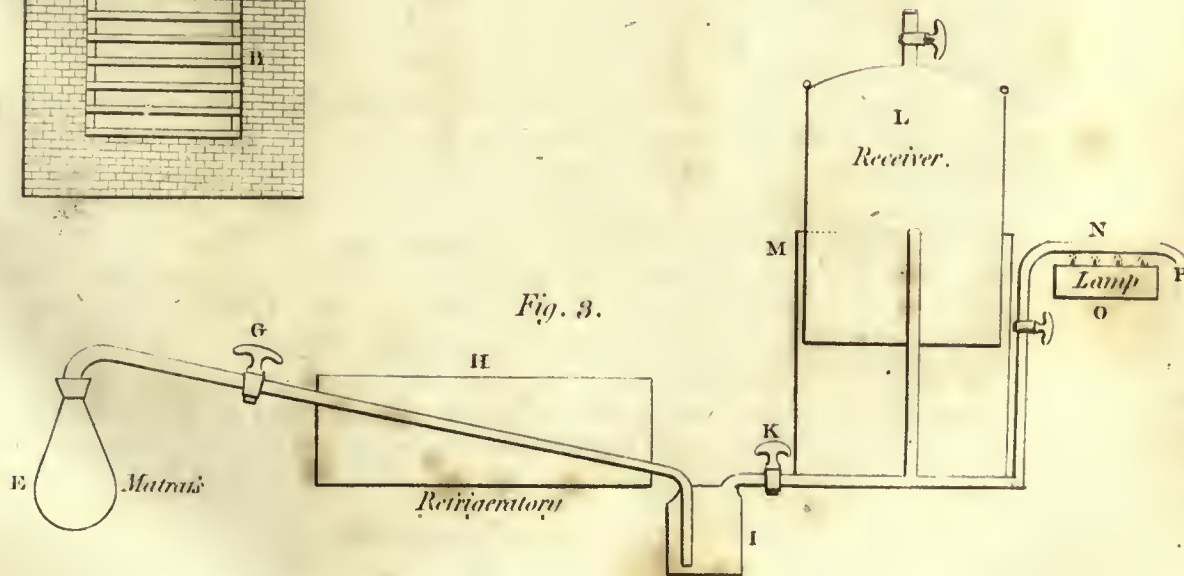 B
L
Receiver.
M
N
P
Lamp
O
Fig. 3.
G
H
K
E
Matraſs
Refrigeratory
I